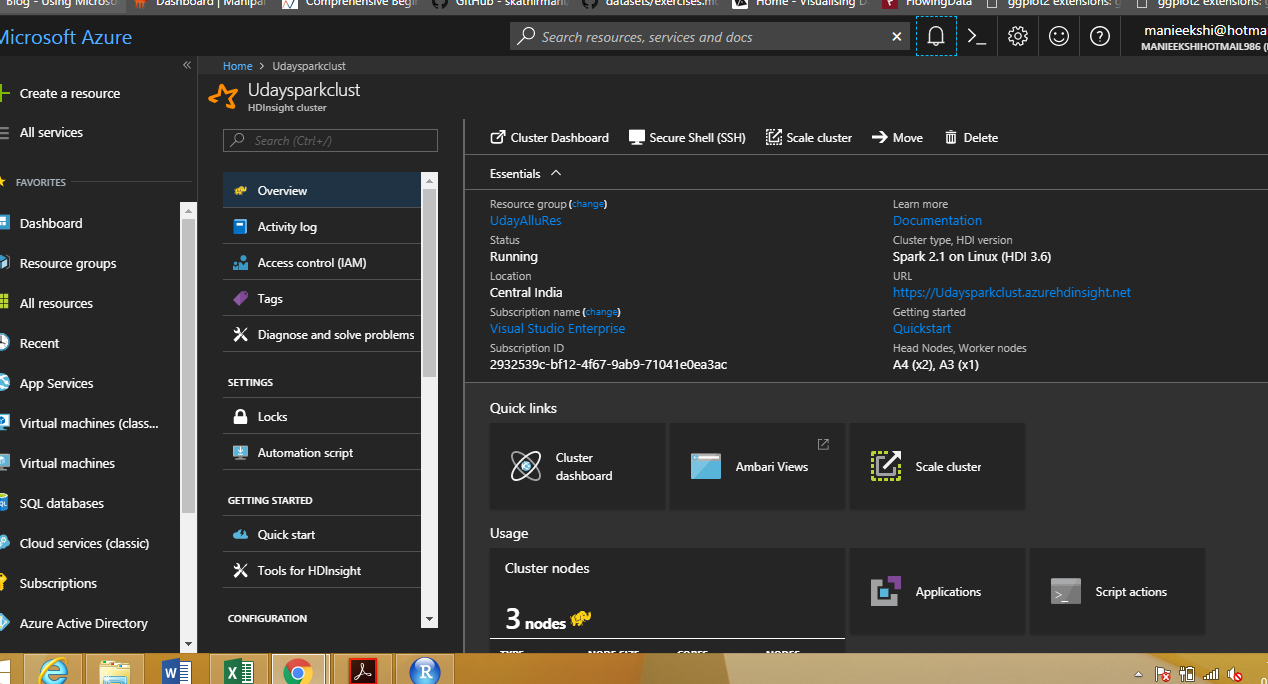 Blog - Using Microso
Dashboard | Manipal
Comprehensive Begin
GitHub - skathirmani
datasets/exercises.m
Home - Visualising D
FlowingData
ggplot2 extensions: g
ggplot2 extensions: g
Microsoft Azure
Search resources, services and docs
manieekshi@hotma
MANIEEKSHIHOTMAIL986 (
Home > Udaysparkclust
Create a resource
All services
FAVORITES
Dashboard
Resource groups
All resources
Recent
App Services
Virtual machines (class...
Virtual machines
SQL databases
Cloud services (classic)
Subscriptions
Azure Active Directory
Udaysparkclust
HDInsight cluster
Search (Ctrl+/)
Overview
Activity log
Access control (IAM)
Tags
Diagnose and solve problems
SETTINGS
Locks
Automation script
GETTING STARTED
Quick start
Tools for HDInsight
CONFIGURATION
Cluster Dashboard
Secure Shell (SSH)
Scale cluster
Move
Delete
Essentials
Resource group (change)
UdayAlluRes
Status
Running
Location
Central India
Subscription name (change)
Visual Studio Enterprise
Subscription ID
2932539c-bf12-4f67-9ab9-71041e0ea3ac
Learn more
Documentation
Cluster type, HDI version
Spark 2.1 on Linux (HDI 3.6)
URL
https://Udaysparkclust.azurehdinsight.net
Getting started
Quickstart
Head Nodes, Worker nodes
A4 (x2), A3 (x1)
Quick links
Cluster
dashboard
Ambari Views
Scale cluster
Usage
Cluster nodes
3 nodes
TYPE NODE SIZE CORES NODES
Applications
Script actions